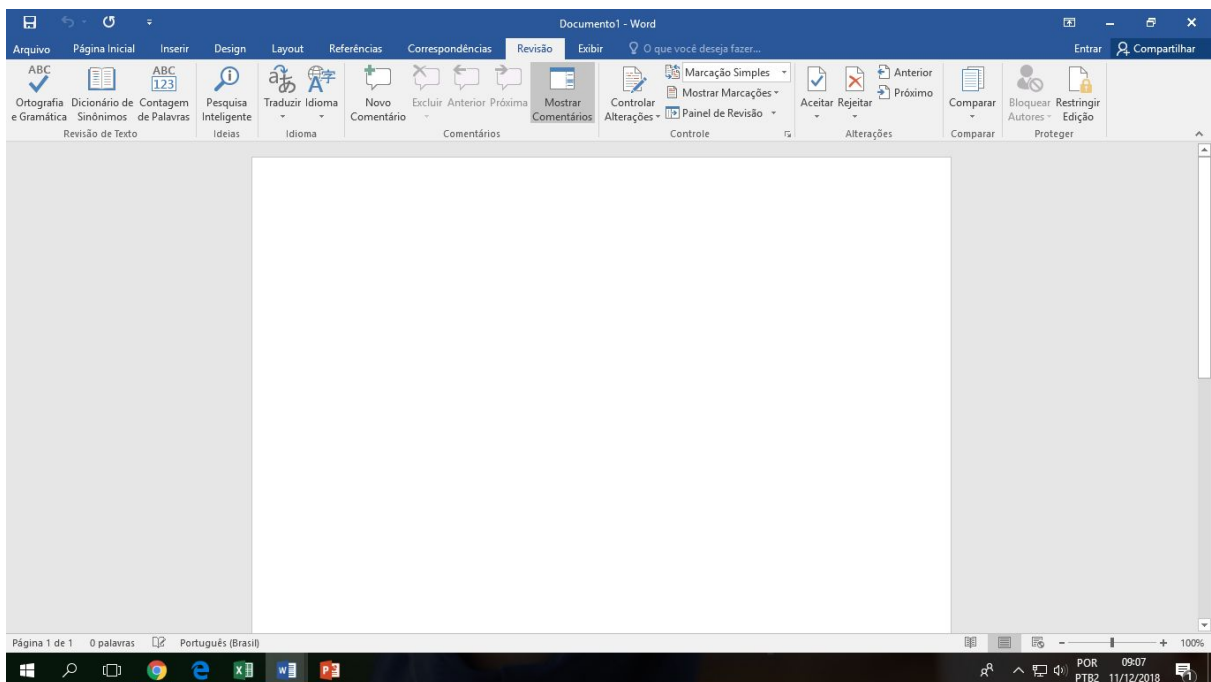 Documento1 - Word
Arquivo Página Inicial Inserir Design Layout Referências Correspondências Revisão Exibir O que você deseja fazer... Entrar Compartilhar
ABC
Ortografia
e Gramática
Dicionário de
Sinônimos
ABC
123
Contagem
de Palavras
Revisão de Texto
Pesquisa
Inteligente
Ideias
Traduzir Idioma
Idioma
Novo
Comentário
Excluir Anterior Próxima
Mostrar
Comentários
Comentários
Controlar
Alterações
Marcação Simples
Mostrar Marcações
Painel de Revisão
Controle
Aceitar Rejeitar
Anterior
Próximo
Alterações
Comparar
Comparar
Bloquear
Autores
Restringir
Edição
Proteger
Página 1 de 1 0 palavras Português (Brasil) 100%
POR 09:07
PTB2 11/12/2018